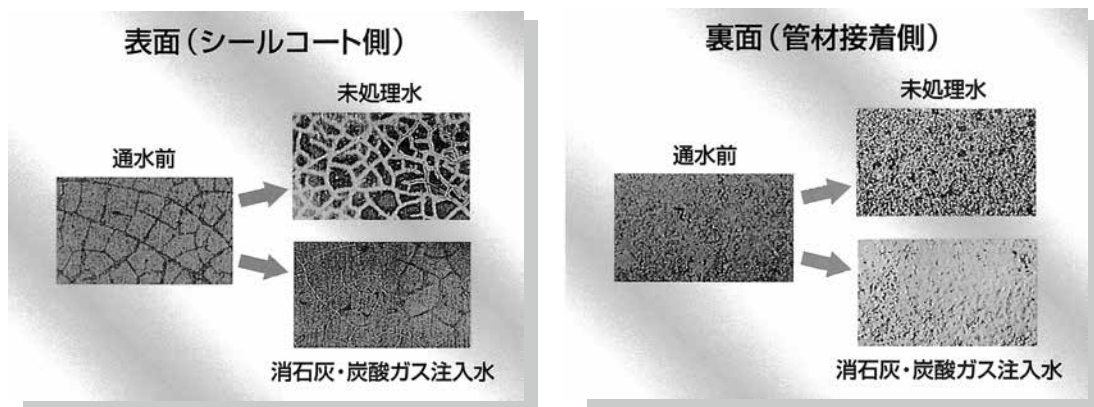 表面（シールコート側）
未処理水
通水前
消石灰・炭酸ガス注入水
裏面（管材接着側）
未処理水
通水前
消石灰・炭酸ガス注入水